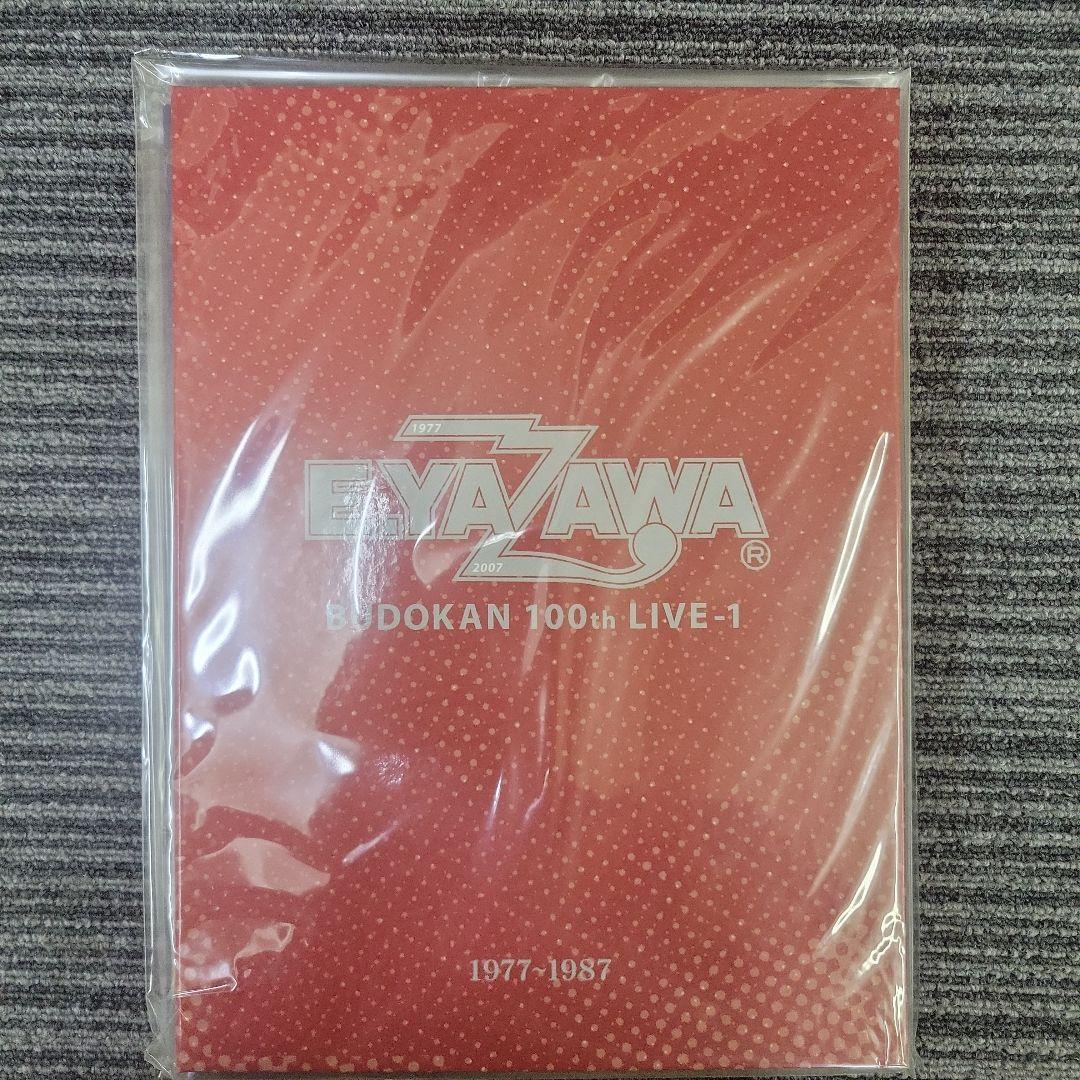 1977
E.YAZAWA
®
2007
BUDOKAN 100th LIVE-1
1977~1987